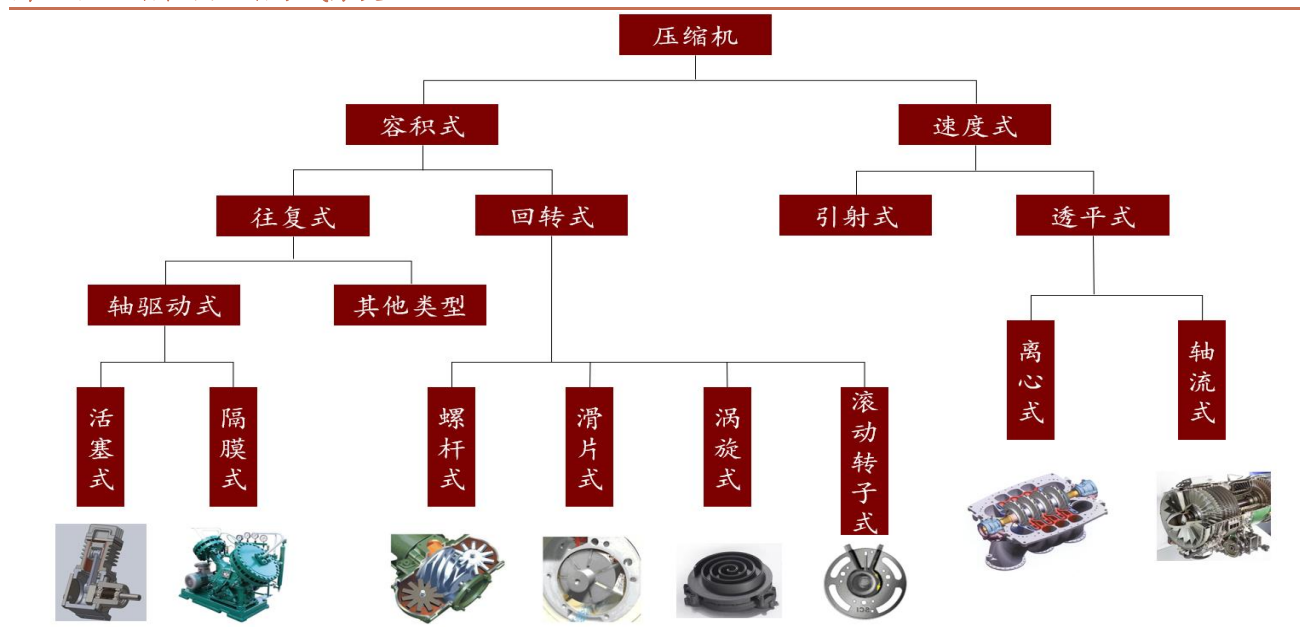 压缩机
容积式
速度式
往复式
回转式
引射式
透平式
轴驱动式
其他类型
离心式
轴流式
活塞式
隔膜式
螺杆式
滑片式
涡旋式
滚动转子式